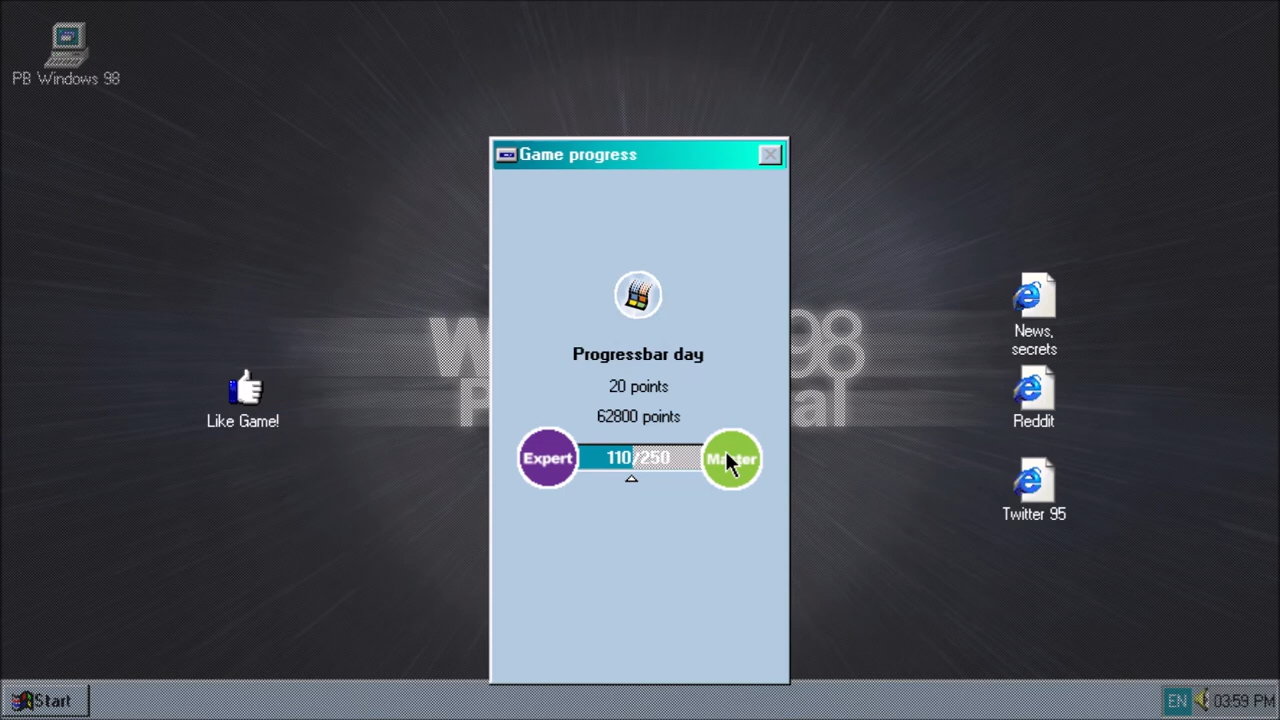 PB Windows 98
Game progress
Progressbar day
20 points
62800 points
Expert
110/250
98
Like Game!
News,
secrets
Reddit
Twitter 95
Start
EN
03:59 PM